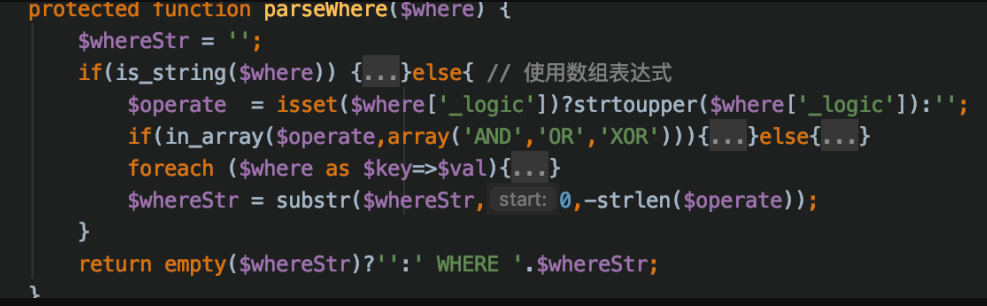 protected function parseWhere($where) {
$whereStr = '';
if(is_string($where)) {...}else{ // 使用数组表达式
$operate  = isset($where['_logic'])?strtoupper($where['_logic']):'';
if(in_array($operate,array('AND','OR','XOR'))){...}else{...}
foreach ($where as $key=>$val){...}
$whereStr = substr($whereStr, start: 0,-strlen($operate));
}
return empty($whereStr)?'':' WHERE '.$whereStr;
}